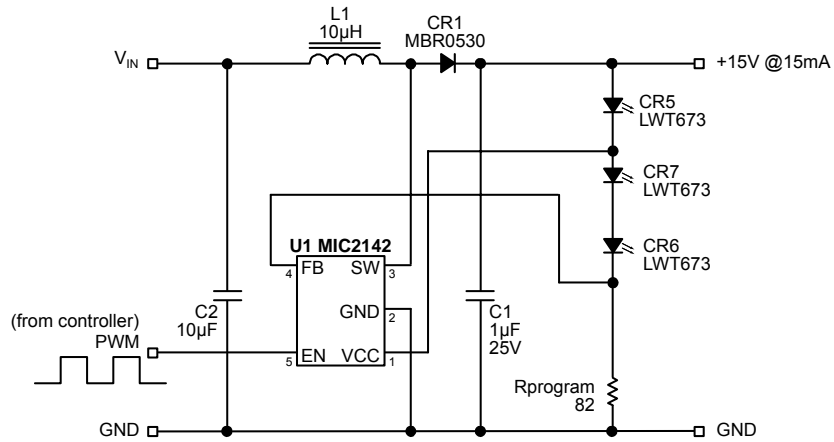 L1
10µH
CR1
MBR0530
VIN
+15V @15mA
CR5
LWT673
CR7
LWT673
U1 MIC2142
4 FB SW 3
CR6
LWT673
GND 2
C2
10µF
C1
1µF
25V
(from controller)
PWM
5 EN VCC 1
Rprogram
82
GND
GND